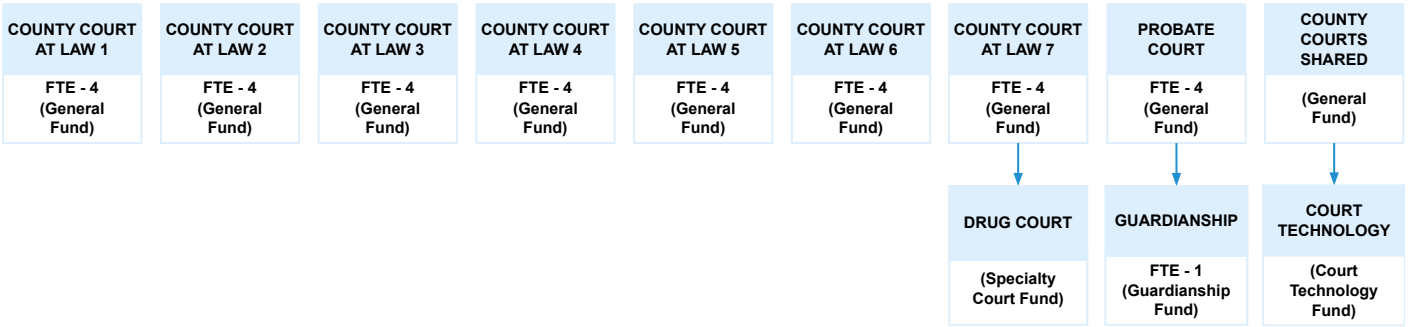 COUNTY COURT
AT LAW 1
FTE - 4
(General
Fund)
COUNTY COURT
AT LAW 2
FTE - 4
(General
Fund)
COUNTY COURT
AT LAW 3
FTE - 4
(General
Fund)
COUNTY COURT
AT LAW 4
FTE - 4
(General
Fund)
COUNTY COURT
AT LAW 5
FTE - 4
(General
Fund)
COUNTY COURT
AT LAW 6
FTE - 4
(General
Fund)
COUNTY COURT
AT LAW 7
FTE - 4
(General
Fund)
PROBATE
COURT
FTE - 4
(General
Fund)
COUNTY
COURTS
SHARED
(General
Fund)
DRUG COURT
(Specialty
Court Fund)
GUARDIANSHIP
FTE - 1
(Guardianship
Fund)
COURT
TECHNOLOGY
(Court
Technology
Fund)